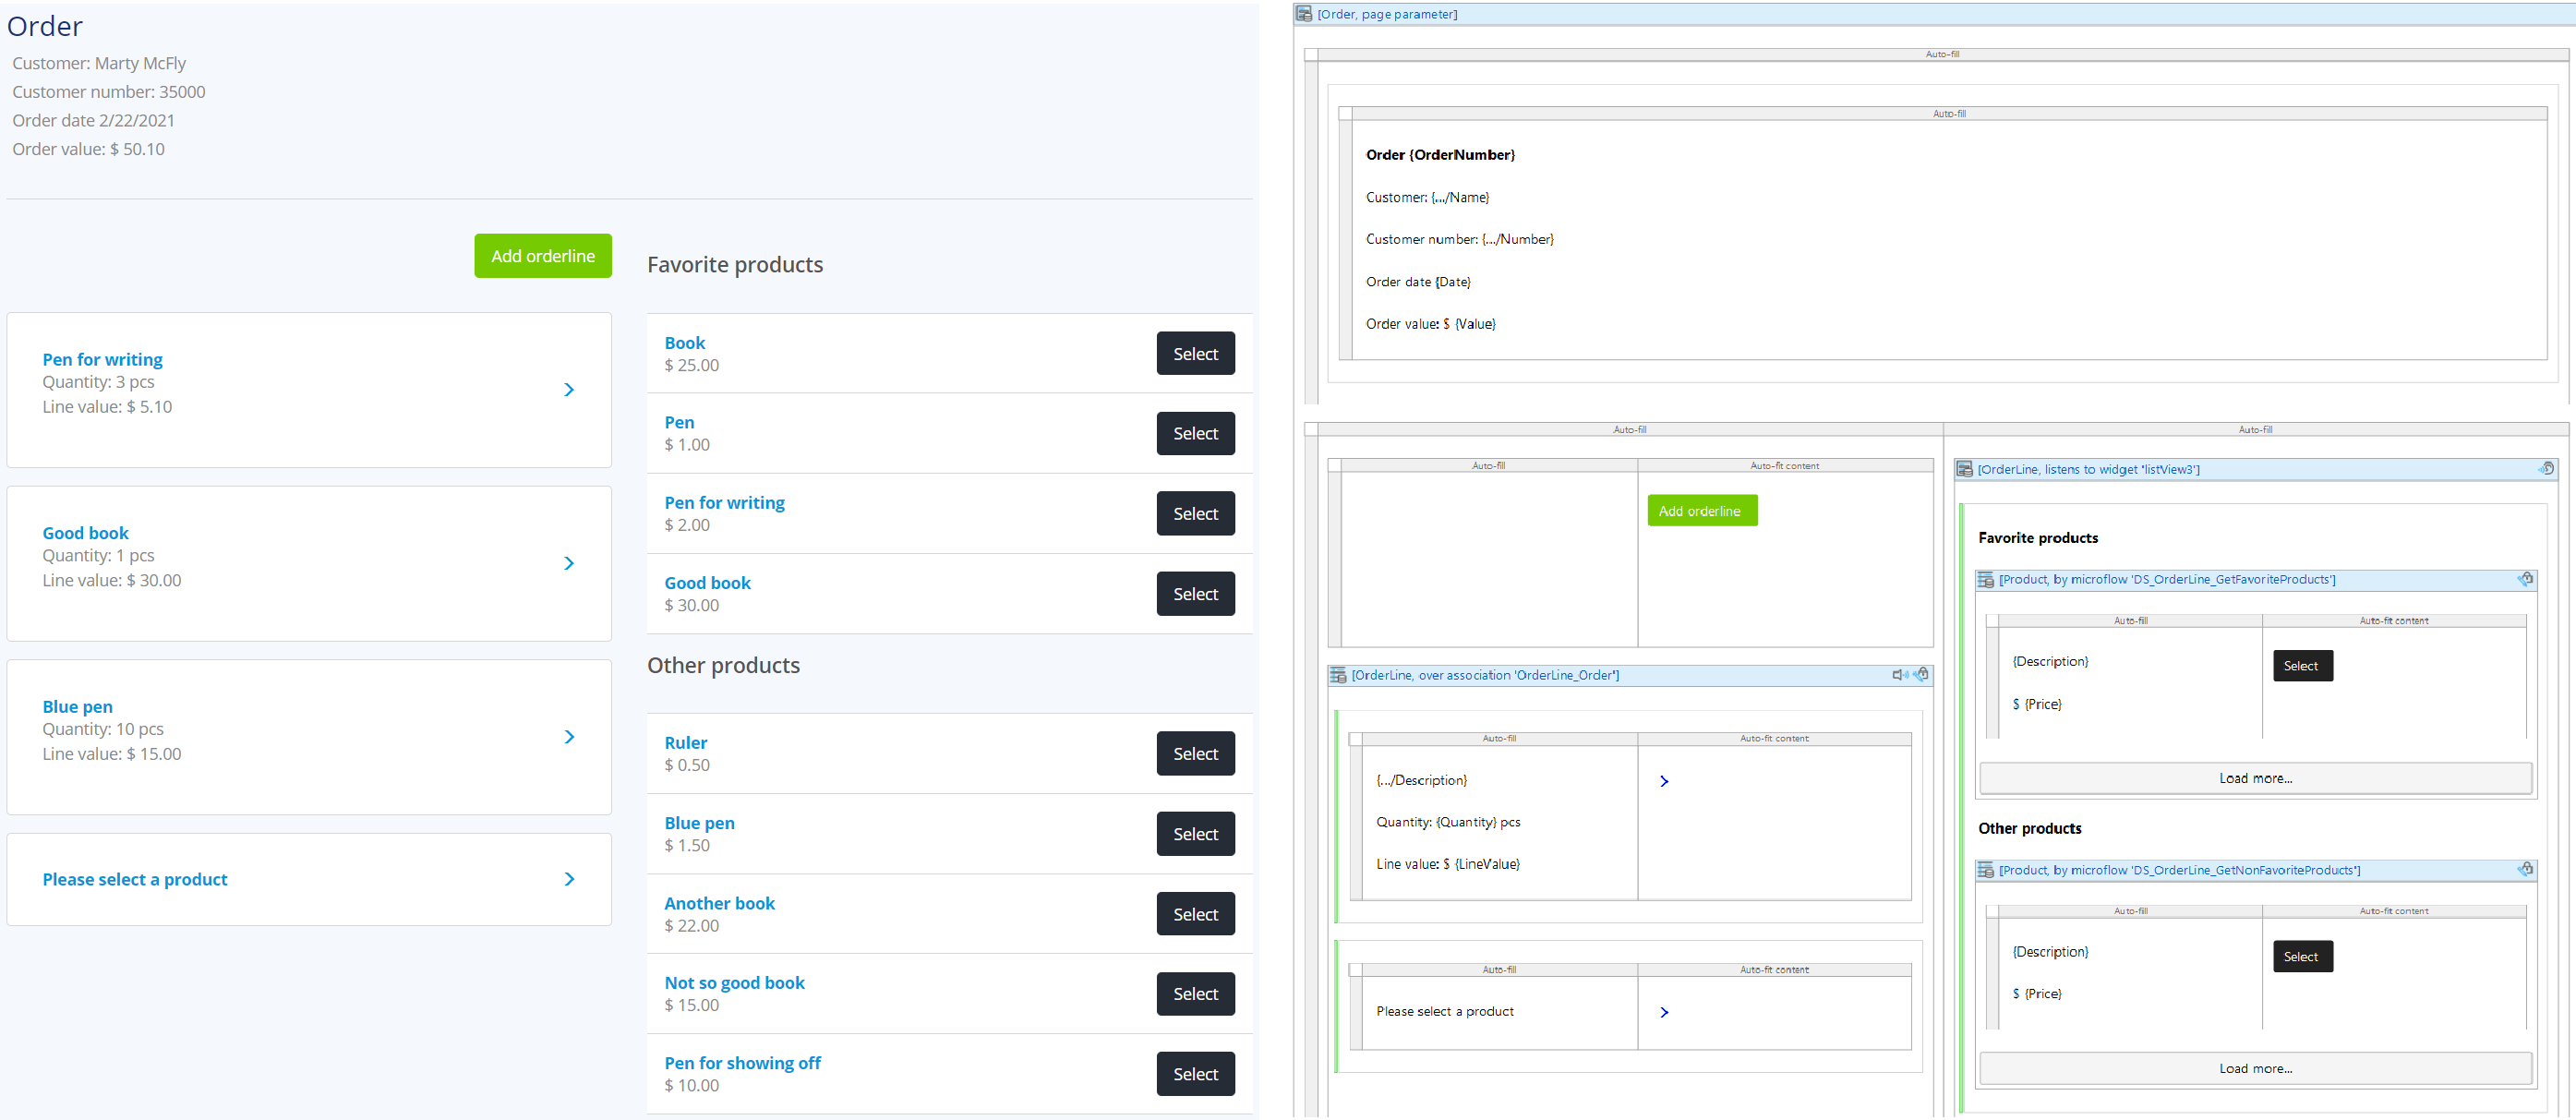 Order
Customer: Marty McFly
Customer number: 35000
Order date 2/22/2021
Order value: $ 50.10
Add orderline
Pen for writing
Quantity: 3 pcs
Line value: $ 5.10
Good book
Quantity: 1 pcs
Line value: $ 30.00
Blue pen
Quantity: 10 pcs
Line value: $ 15.00
Please select a product
Favorite products
Book
$ 25.00
Select
Pen
$ 1.00
Select
Pen for writing
$ 2.00
Select
Good book
$ 30.00
Select
Other products
Ruler
$ 0.50
Select
Blue pen
$ 1.50
Select
Another book
$ 22.00
Select
Not so good book
$ 15.00
Select
Pen for showing off
$ 10.00
Select
[Order, page parameter]
Auto-fill
Auto-fill
Order {OrderNumber}
Customer: {.../Name}
Customer number: {.../Number}
Order date {Date}
Order value: $ {Value}
Auto-fill
Auto-fill
Auto-fill
Auto-fit content
Add orderline
[OrderLine, over association 'OrderLine_Order']
Auto-fill
Auto-fit content
{.../Description}
Quantity: {Quantity} pcs
Line value: $ {LineValue}
Auto-fill
Auto-fit content
Please select a product
[OrderLine, listens to widget 'listView3']
Favorite products
[Product, by microflow 'DS_OrderLine_GetFavoriteProducts']
Auto-fill
Auto-fit content
{Description}
Select
$ {Price}
Load more...
Other products
[Product, by microflow 'DS_OrderLine_GetNonFavoriteProducts']
Auto-fill
Auto-fit content
{Description}
Select
$ {Price}
Load more...